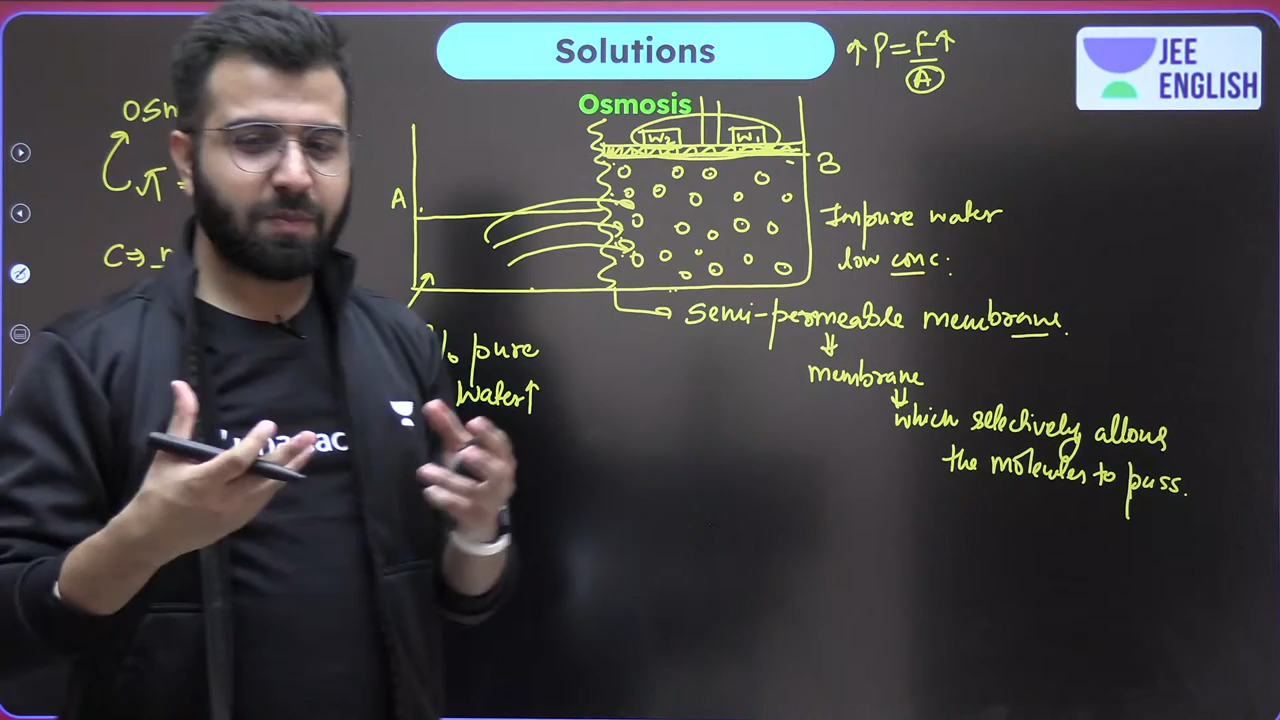 Solutions
↑ P = F↑
A
JEE
ENGLISH
Osmosis
osm
W2 W1
B
√T =
A
Impure water
low conc.
C ⇒
semi-permeable membrane.
⇓
% pure
water↑
membrane
⇓
which selectively allows
the molecules to pass.